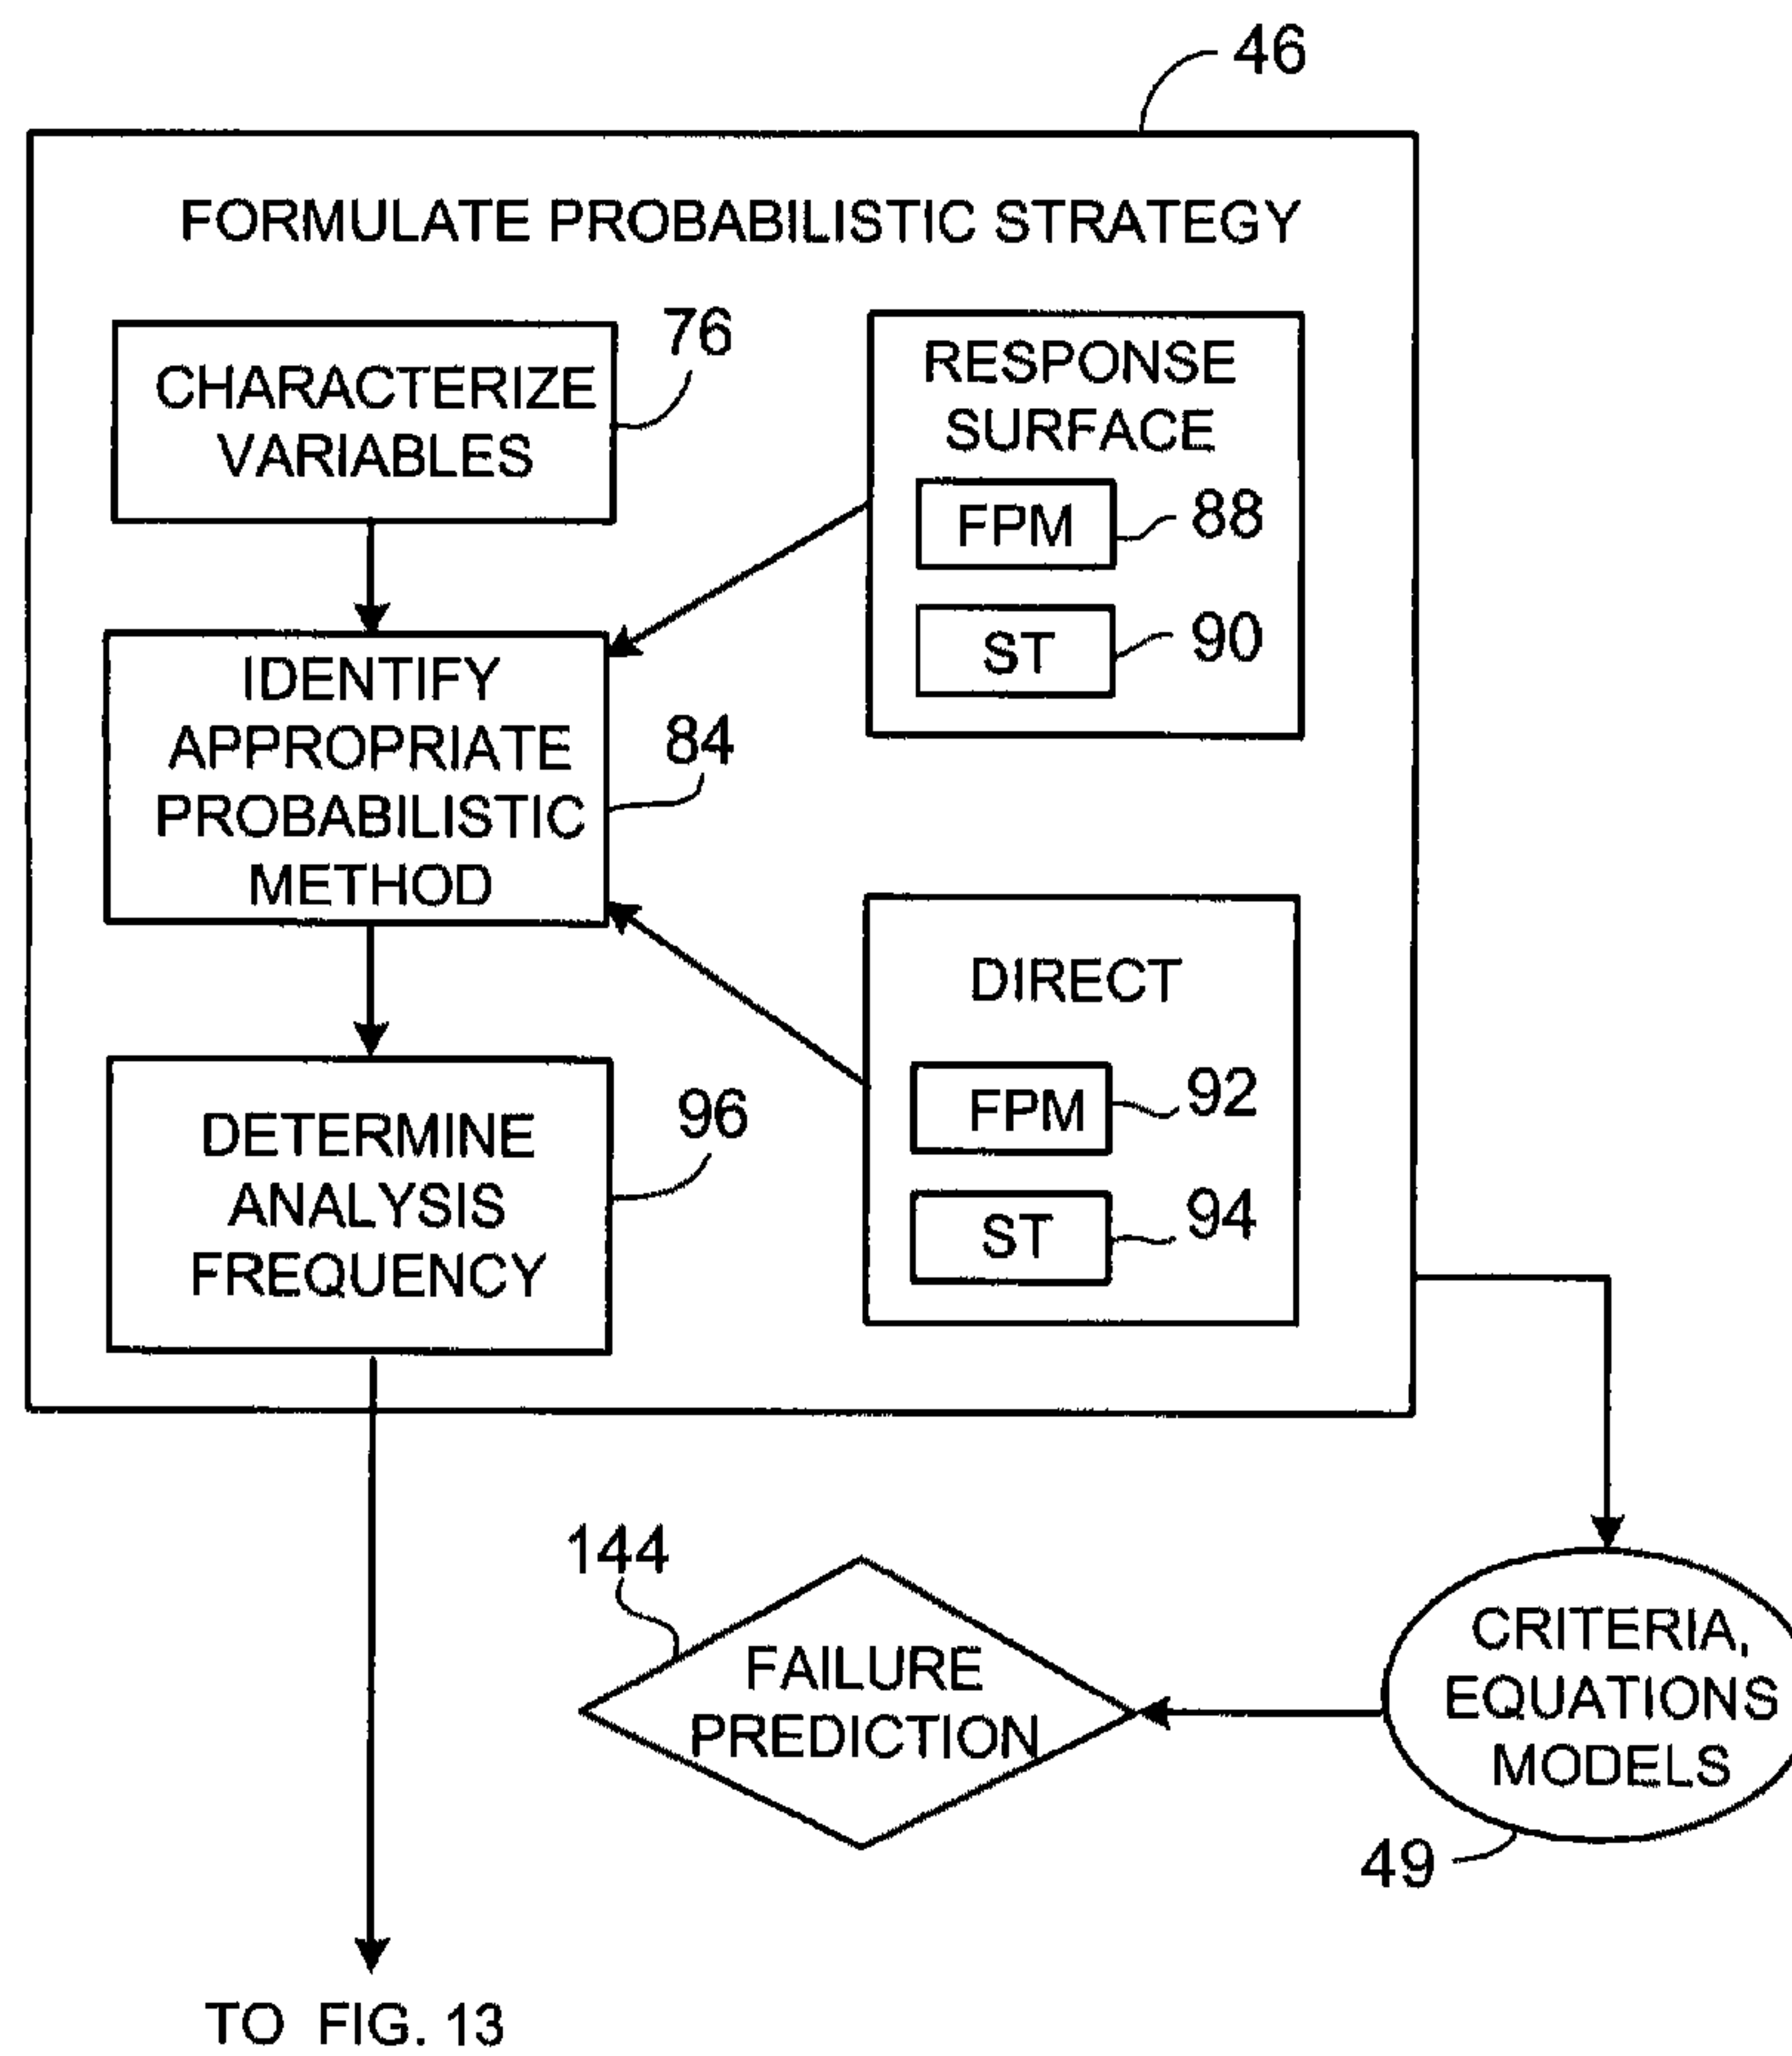 46
FORMULATE PROBABILISTIC STRATEGY
CHARACTERIZE
VARIABLES
76
RESPONSE
SURFACE
FPM
88
ST
90
IDENTIFY
APPROPRIATE
PROBABILISTIC
METHOD
84
DIRECT
FPM
92
ST
94
DETERMINE
ANALYSIS
FREQUENCY
96
144
FAILURE
PREDICTION
CRITERIA,
EQUATIONS
MODELS
49
TO FIG. 13